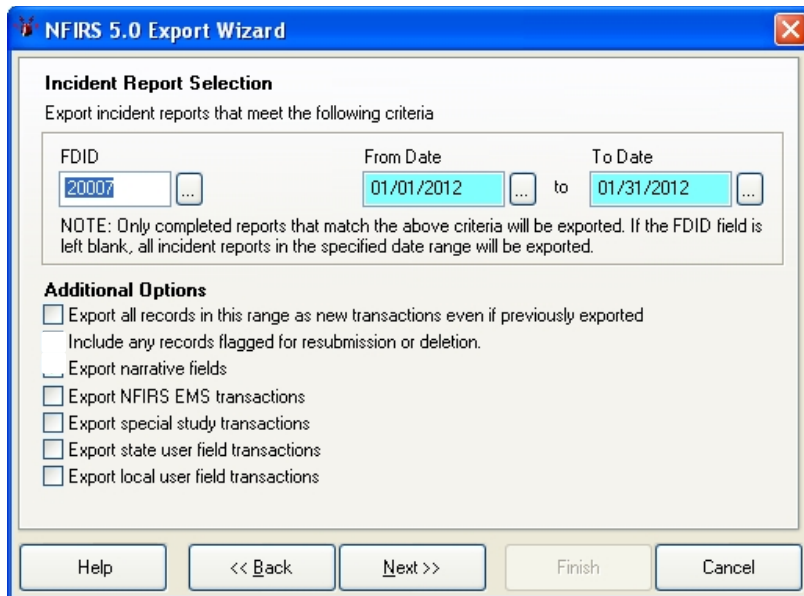 NFIRS 5.0 Export Wizard
Incident Report Selection
Export incident reports that meet the following criteria
FDID From Date To Date
20007 ... 01/01/2012 ... to 01/31/2012 ...
NOTE: Only completed reports that match the above criteria will be exported. If the FDID field is
left blank, all incident reports in the specified date range will be exported.
Additional Options
Export all records in this range as new transactions even if previously exported
Include any records flagged for resubmission or deletion.
Export narrative fields
Export NFIRS EMS transactions
Export special study transactions
Export state user field transactions
Export local user field transactions
Help << Back Next >> Finish Cancel